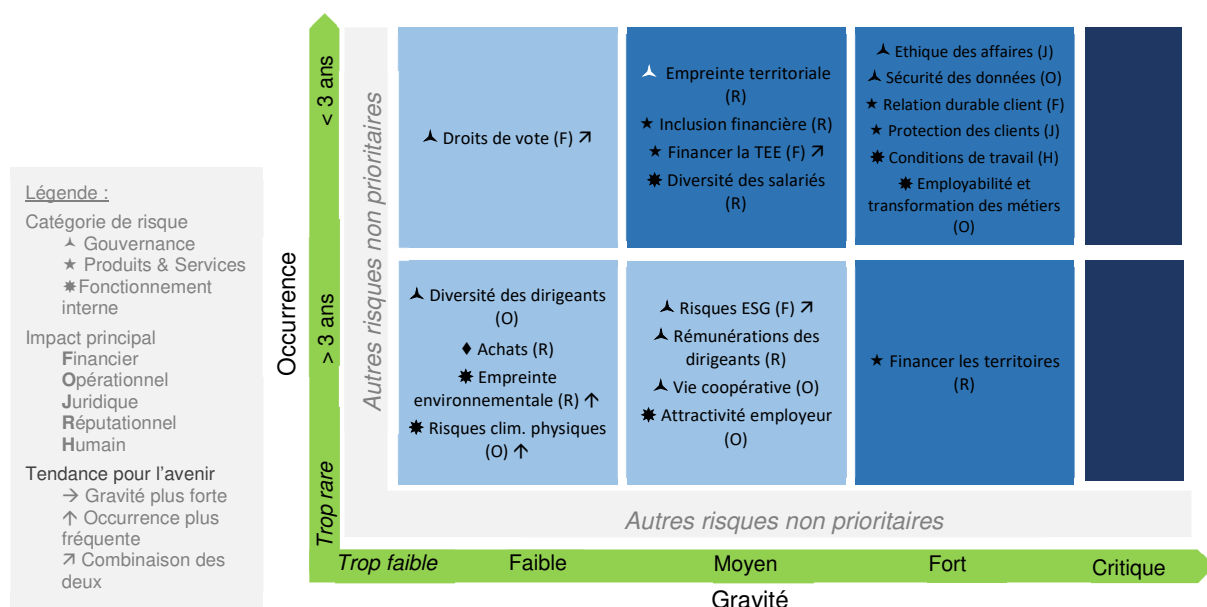 Légende :
Catégorie de risque
Gouvernance
★ Produits & Services
✸Fonctionnement
interne
Impact principal
Financier
Opérationnel
Juridique
Réputationnel
Humain
Tendance pour l'avenir
→ Gravité plus forte
↑ Occurrence plus
fréquente
↗ Combinaison des
deux
Occurrence
< 3 ans
> 3 ans
Trop rare
Autres risques non prioritaires
Droits de vote (F) ↗
Empreinte territoriale
(R)
★ Inclusion financière (R)
★ Financer la TEE (F) ↗
✸ Diversité des salariés
(R)
Ethique des affaires (J)
Sécurité des données (O)
★ Relation durable client (F)
★ Protection des clients (J)
✸ Conditions de travail (H)
✸ Employabilité et
transformation des métiers
(O)
Diversité des dirigeants
(O)
♦ Achats (R)
✸ Empreinte
environnementale (R) ↑
✸ Risques clim. physiques
(O) ↑
Risques ESG (F) ↗
Rémunérations des
dirigeants (R)
Vie coopérative (O)
✸ Attractivité employeur
(O)
★ Financer les territoires
(R)
Autres risques non prioritaires
Trop faible
Faible
Moyen
Fort
Critique
Gravité